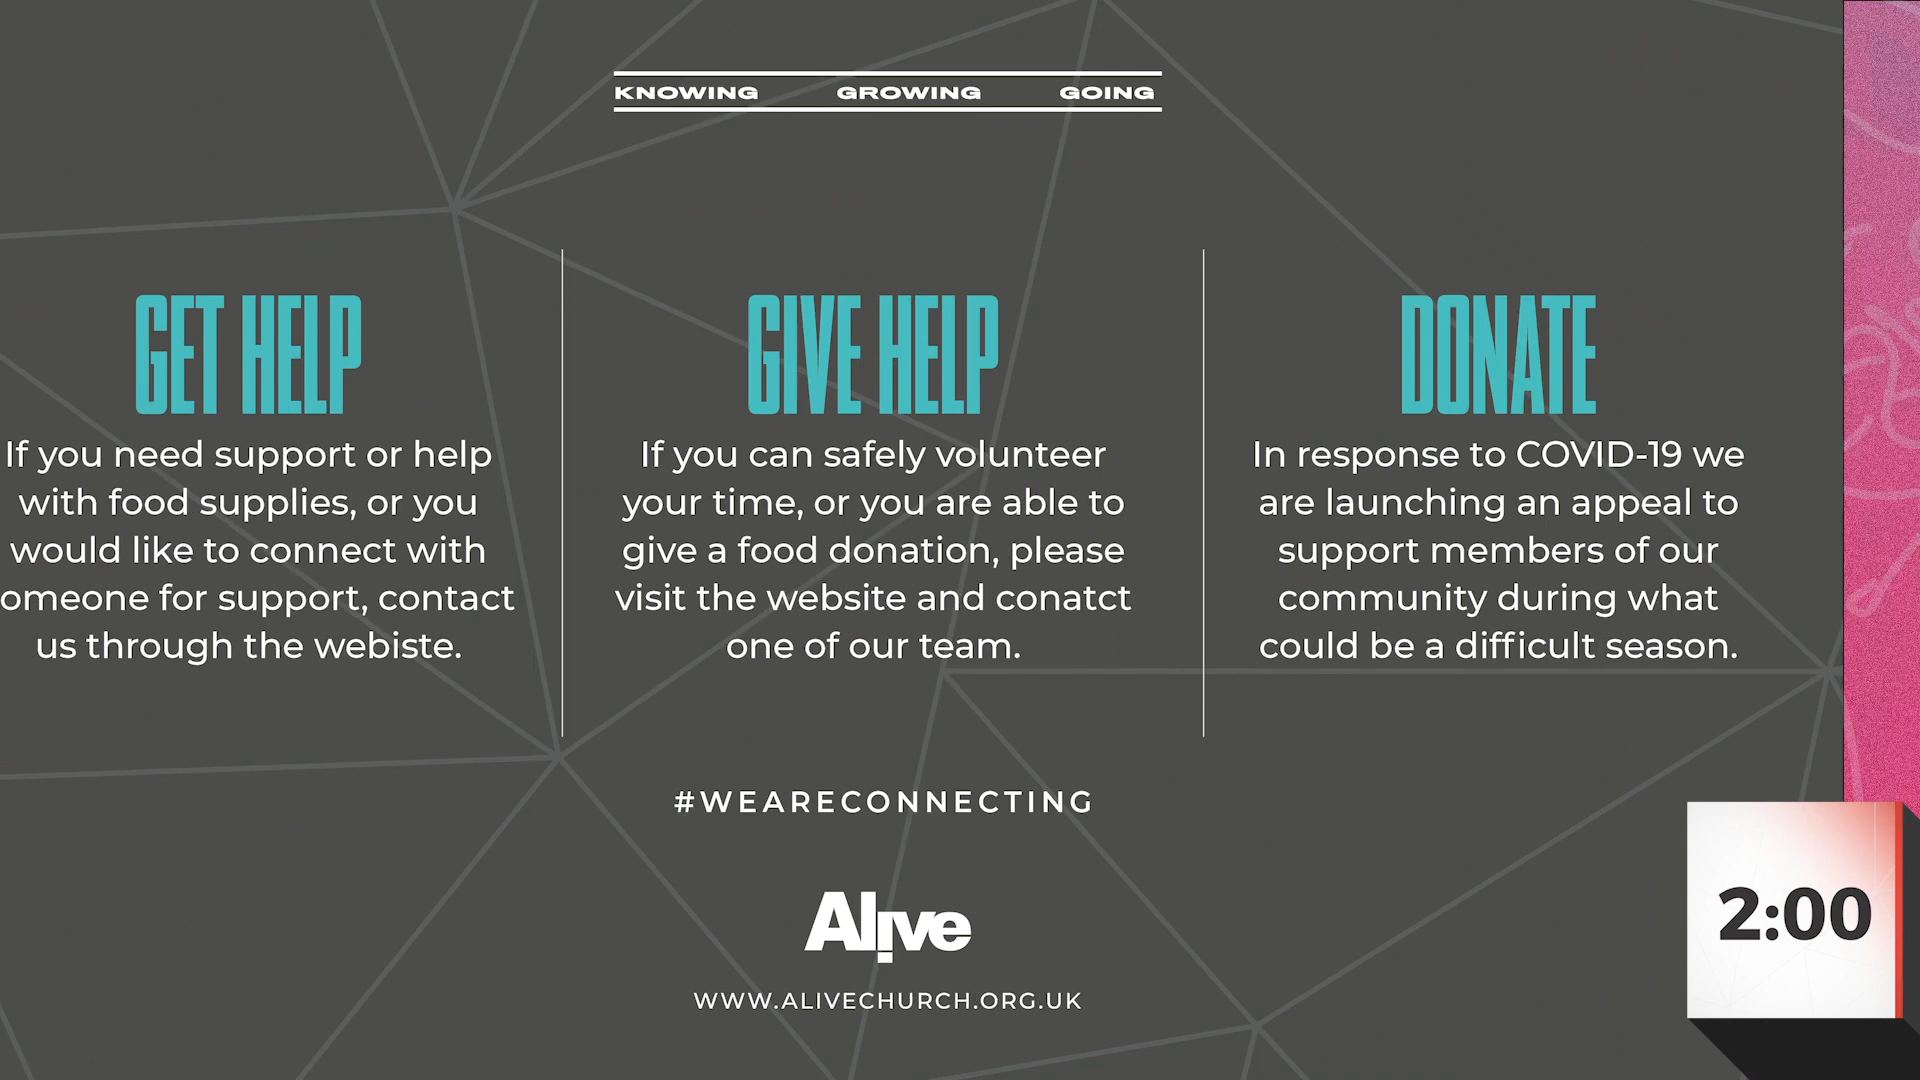 KNOWING GROWING GOING
GET HELP
If you need support or help
with food supplies, or you
would like to connect with
omeone for support, contact
us through the webiste.
GIVE HELP
If you can safely volunteer
your time, or you are able to
give a food donation, please
visit the website and conatct
one of our team.
DONATE
In response to COVID-19 we
are launching an appeal to
support members of our
community during what
could be a difficult season.
#WEARECONNECTING
Alive
WWW.ALIVECHURCH.ORG.UK
2:00